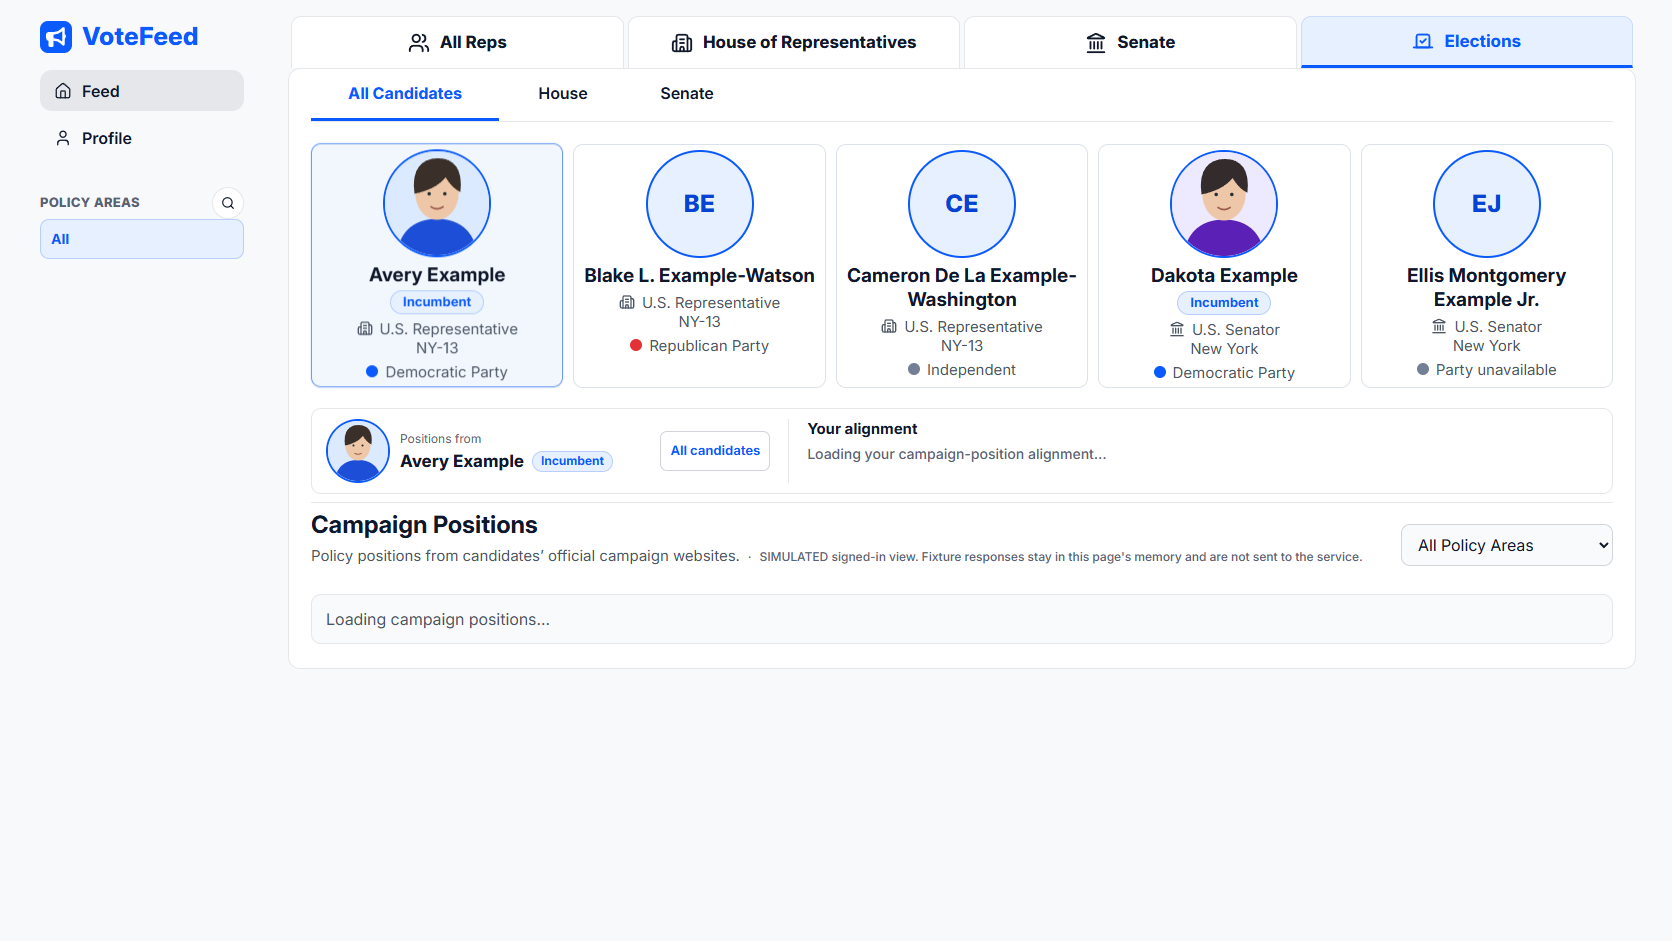 VoteFeed
Feed
Profile
POLICY AREAS
All
All Reps
House of Representatives
Senate
Elections
All Candidates
House
Senate
Avery Example
Incumbent
U.S. Representative
NY-13
Democratic Party
BE
Blake L. Example-Watson
U.S. Representative
NY-13
Republican Party
CE
Cameron De La Example-
Washington
U.S. Representative
NY-13
Independent
Dakota Example
Incumbent
U.S. Senator
New York
Democratic Party
EJ
Ellis Montgomery
Example Jr.
U.S. Senator
New York
Party unavailable
Positions from
Avery Example Incumbent
All candidates
Your alignment
Loading your campaign-position alignment...
Campaign Positions
Policy positions from candidates’ official campaign websites. · SIMULATED signed-in view. Fixture responses stay in this page's memory and are not sent to the service.
All Policy Areas
Loading campaign positions...